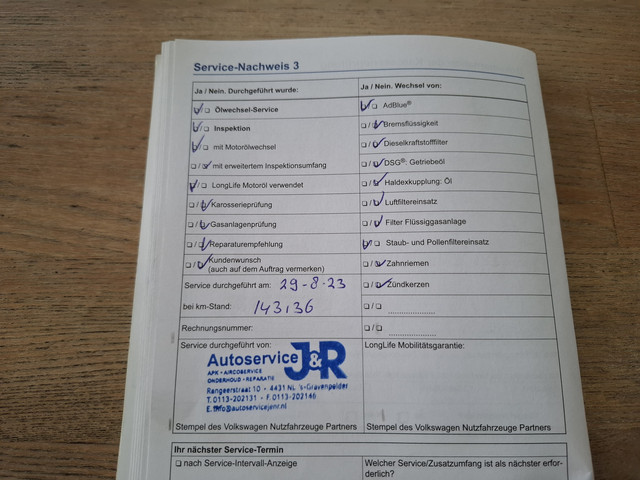 Service-Nachweis 3
Ja / Nein. Durchgeführt wurde:
Ja / Nein. Wechsel von:
Ölwechsel-Service
AdBlue®
Inspektion
Bremsflüssigkeit
mit Motorölwechsel
Dieselkraftstofffilter
mit erweitertem Inspektionsumfang
DSG®: Getriebeöl
LongLife Motoröl verwendet
Haldexkupplung: Öl
Karosserieprüfung
Luftfiltereinsatz
Gasanlagenprüfung
Filter Flüssiggasanlage
Reparaturempfehlung
Staub- und Pollenfiltereinsatz
Kundenwunsch
(auch auf dem Auftrag vermerken)
Zahnriemen
Service durchgeführt am: 29-8-23
Zündkerzen
bei km-Stand: 143136
Rechnungsnummer:
Service durchgeführt von:
LongLife Mobilitätsgarantie:
Autoservice J&R
APK - AIRCOSERVICE
ONDERHOUD - REPARATIE
Rangeerstraat 10 - 4431 NL 's-Gravenpolder
T. 0113-202131 - F. 0113-202146
E. info@autoservicejenr.nl
Stempel des Volkswagen Nutzfahrzeuge Partners
Stempel des Volkswagen Nutzfahrzeuge Partners
Ihr nächster Service-Termin
nach Service-Intervall-Anzeige
Welcher Service/Zusatzumfang ist als nächster erfor-
derlich?